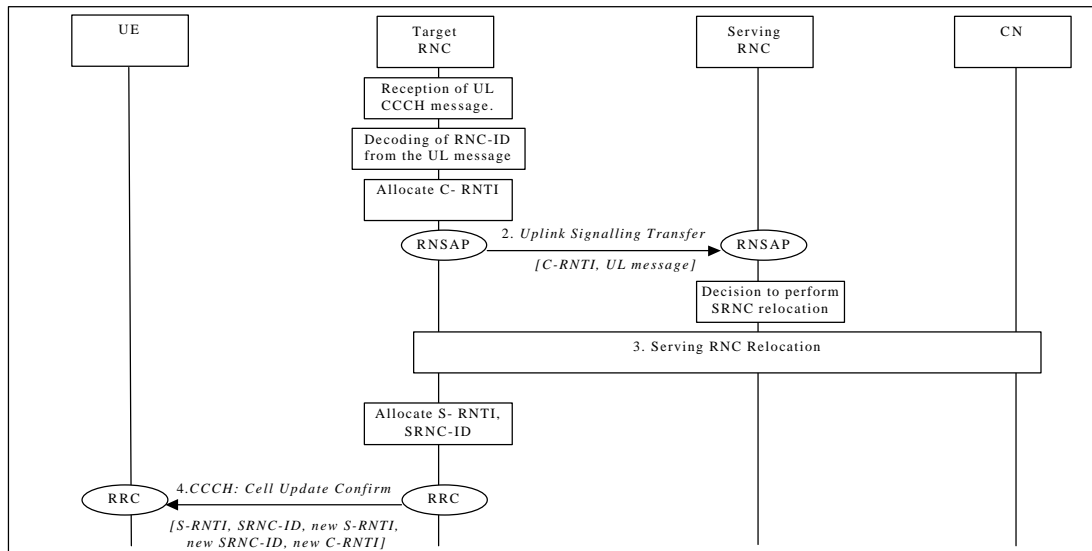 UE
Target
RNC
Serving
RNC
CN
Reception of UL
CCCH message.
Decoding of RNC-ID
from the UL message
Allocate C- RNTI
RNSAP
2. Uplink Signalling Transfer
RNSAP
[C-RNTI, UL message]
Decision to perform
SRNC relocation
3. Serving RNC Relocation
Allocate S- RNTI,
SRNC-ID
RRC
4.CCCH: Cell Update Confirm
RRC
[S-RNTI, SRNC-ID, new S-RNTI,
new SRNC-ID, new C-RNTI]